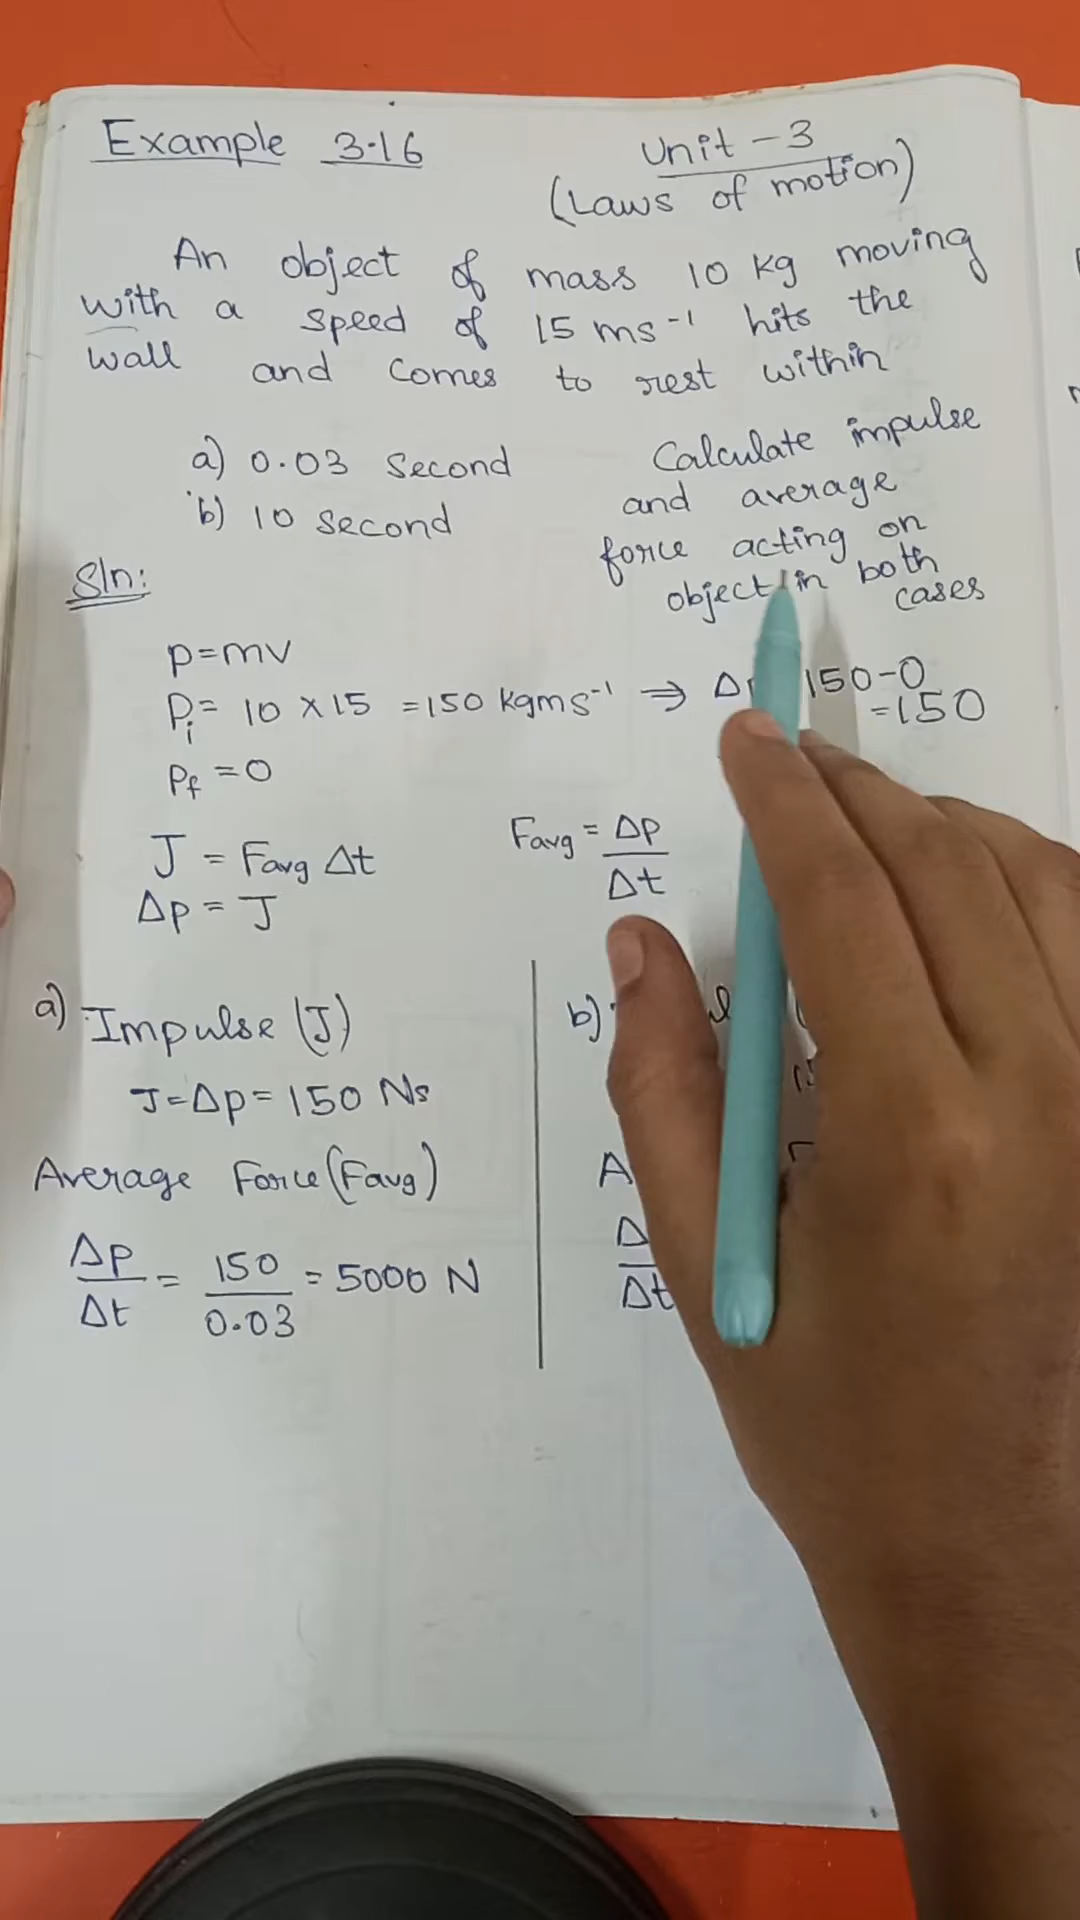 Example 3.16
Unit - 3
(Laws of motion)
An object of mass 10 kg moving
with a speed of 15 ms⁻¹ hits the
wall and comes to rest within
a) 0.03 second
b) 10 second
Calculate impulse
and average
force acting on
object in both
cases
Sln:
p=mv
Pi = 10 × 15 = 150 kgms⁻¹ ⇒ Δ 150-0
=150
Pf = 0
J = Favg Δt
Δp = J
Favg = Δp
Δt
a) Impulse (J)
J=Δp= 150 Ns
Average Force (Favg)
Δp/Δt = 150/0.03 = 5000 N
b)
Δt